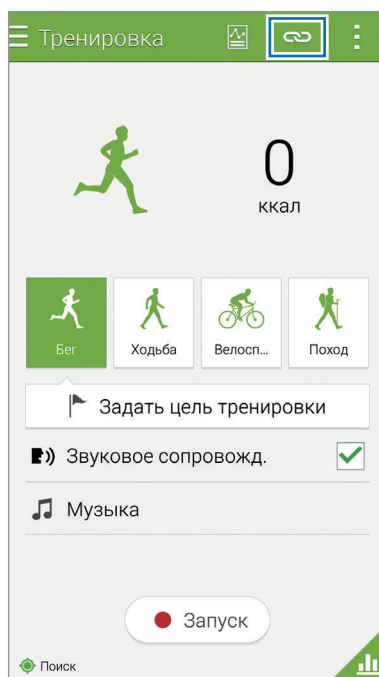 Тренировка
0
ккал
Бег Ходьба Велосп... Поход
Задать цель тренировки
Звуковое сопровожд.
Музыка
Запуск
Поиск